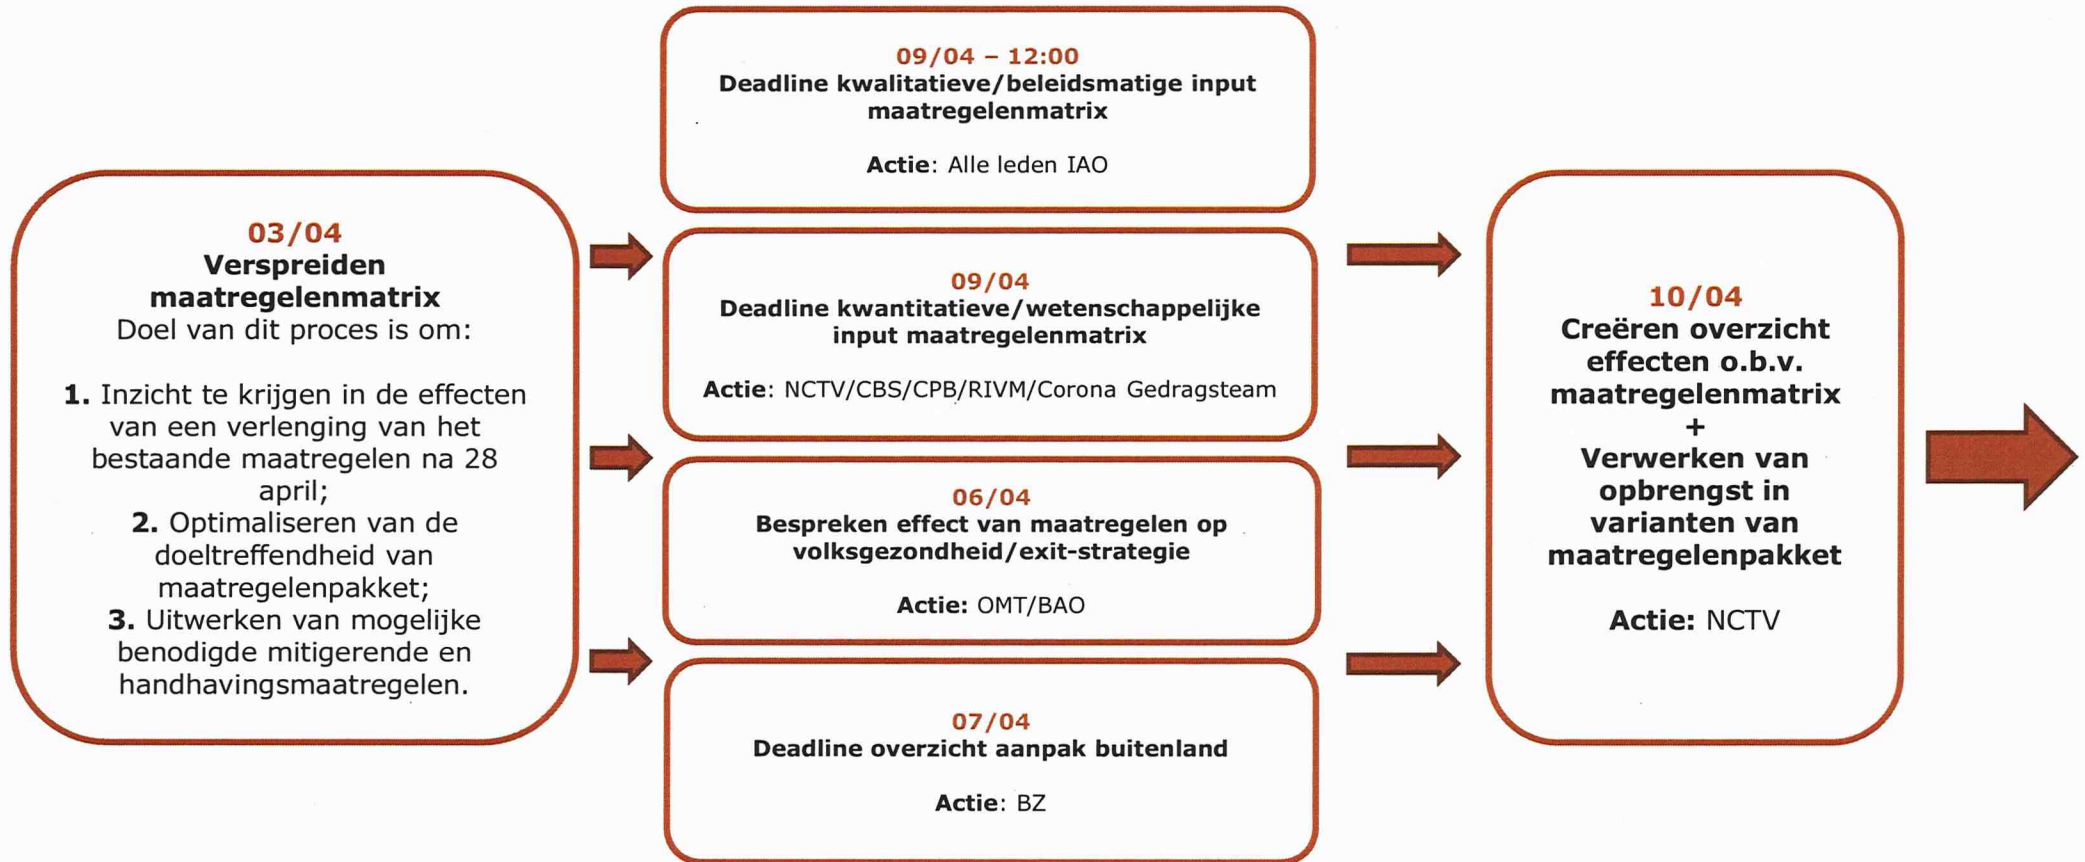 03/04
Verspreiden
maatregelenmatrix
Doel van dit proces is om:
1. Inzicht te krijgen in de effecten
van een verlenging van het
bestaande maatregelen na 28
april;
2. Optimaliseren van de
doeltreffendheid van
maatregelenpakket;
3. Uitwerken van mogelijke
benodigde mitigerende en
handhavingsmaatregelen.
09/04 – 12:00
Deadline kwalitatieve/beleidsmatige input
maatregelenmatrix
Actie: Alle leden IAO
09/04
Deadline kwantitatieve/wetenschappelijke
input maatregelenmatrix
Actie: NCTV/CBS/CPB/RIVM/Corona Gedragsteam
06/04
Bespreken effect van maatregelen op
volksgezondheid/exit-strategie
Actie: OMT/BAO
07/04
Deadline overzicht aanpak buitenland
Actie: BZ
10/04
Creëren overzicht
effecten o.b.v.
maatregelenmatrix
+
Verwerken van
opbrengst in
varianten van
maatregelenpakket
Actie: NCTV